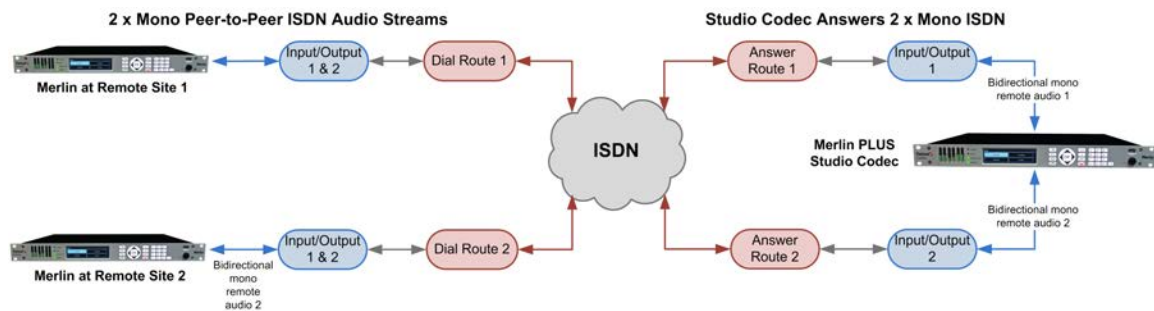 2 x Mono Peer-to-Peer ISDN Audio Streams
Studio Codec Answers 2 x Mono ISDN
Input/Output
1 & 2
Dial Route 1
Answer
Route 1
Input/Output
1
Merlin at Remote Site 1
Bidirectional mono
remote audio 1
ISDN
Merlin PLUS
Studio Codec
Bidirectional mono
remote audio 2
Input/Output
1 & 2
Dial Route 2
Answer
Route 2
Input/Output
2
Merlin at Remote Site 2
Bidirectional
mono
remote
audio 2